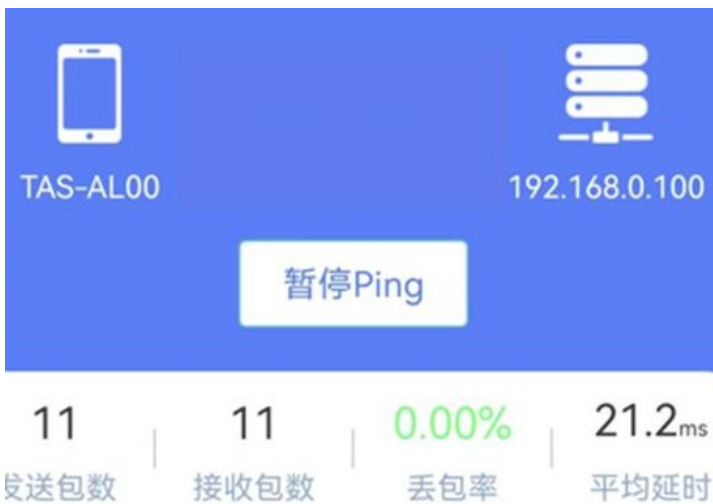 TAS-AL00
192.168.0.100
暂停Ping
11 11 0.00% 21.2ms
发送包数 接收包数 丢包率 平均延时